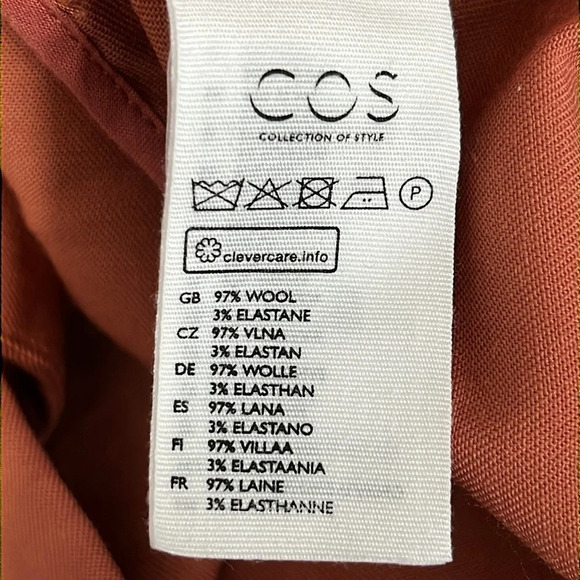 COS
COLLECTION OF STYLE
P
clevercare.info
GB 97% WOOL
3% ELASTANE
CZ 97% VLNA
3% ELASTAN
DE 97% WOLLE
3% ELASTHAN
ES 97% LANA
3% ELASTANO
FI 97% VILLAA
3% ELASTAANIA
FR 97% LAINE
3% ELASTHANNE